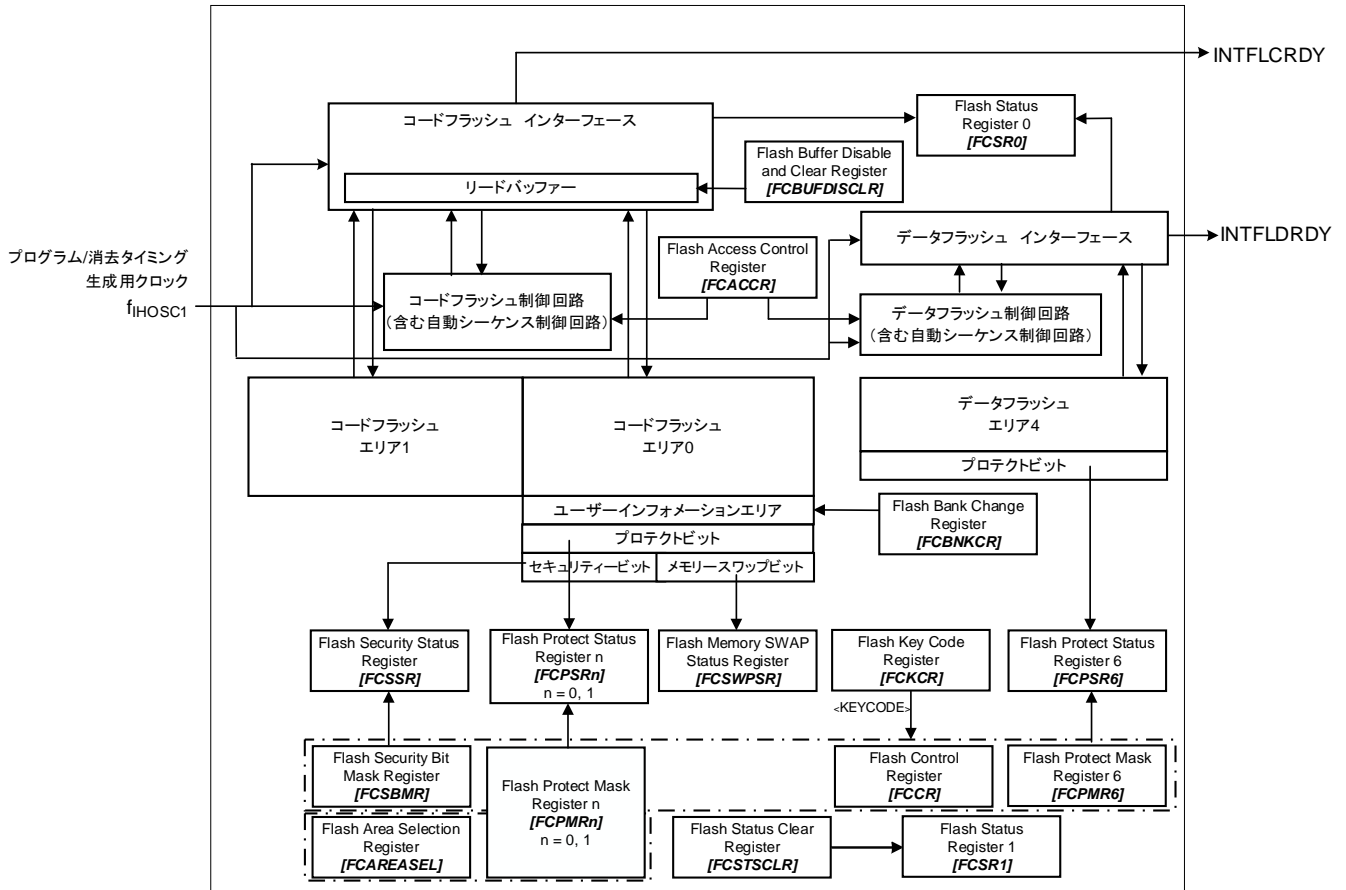 INTFLCRDY
コードフラッシュ インターフェース
Flash Status
Register 0
[FCSR0]
Flash Buffer Disable
and Clear Register
[FCBUFDISCLR]
リードバッファー
データフラッシュ インターフェース
INTFLDRDY
プログラム/消去タイミング
生成用クロック
fIHOSC1
Flash Access Control
Register
[FCACCR]
コードフラッシュ制御回路
(含む自動シーケンス制御回路)
データフラッシュ制御回路
(含む自動シーケンス制御回路)
コードフラッシュ
エリア1
コードフラッシュ
エリア0
データフラッシュ
エリア4
プロテクトビット
ユーザーインフォメーションエリア
Flash Bank Change
Register
[FCBNKCR]
プロテクトビット
セキュリティービット
メモリースワップビット
Flash Security Status
Register
[FCSSR]
Flash Protect Status
Register n
[FCPSRn]
n = 0, 1
Flash Memory SWAP
Status Register
[FCSWPSR]
Flash Key Code
Register
[FCKCR]
Flash Protect Status
Register 6
[FCPSR6]
<KEYCODE>
Flash Security Bit
Mask Register
[FCSBMR]
Flash Protect Mask
Register n
[FCPMRn]
n = 0, 1
Flash Control
Register
[FCCR]
Flash Protect Mask
Register 6
[FCPMR6]
Flash Area Selection
Register
[FCAREASEL]
Flash Status Clear
Register
[FCSTSCLR]
Flash Status
Register 1
[FCSR1]